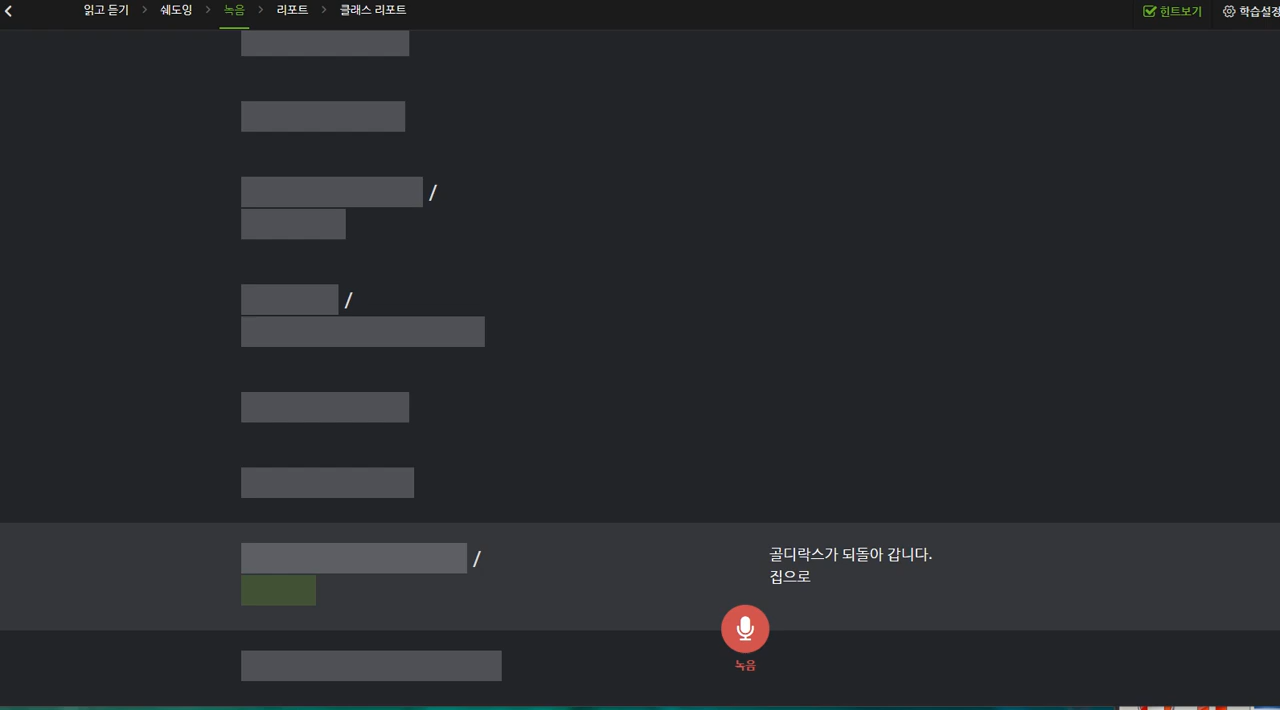 읽고 듣기 > 쉐도잉 > 녹음 > 리포트 > 클래스 리포트
힌트보기
학습설정
/
/
/
골디락스가 되돌아 갑니다.
집으로
녹음